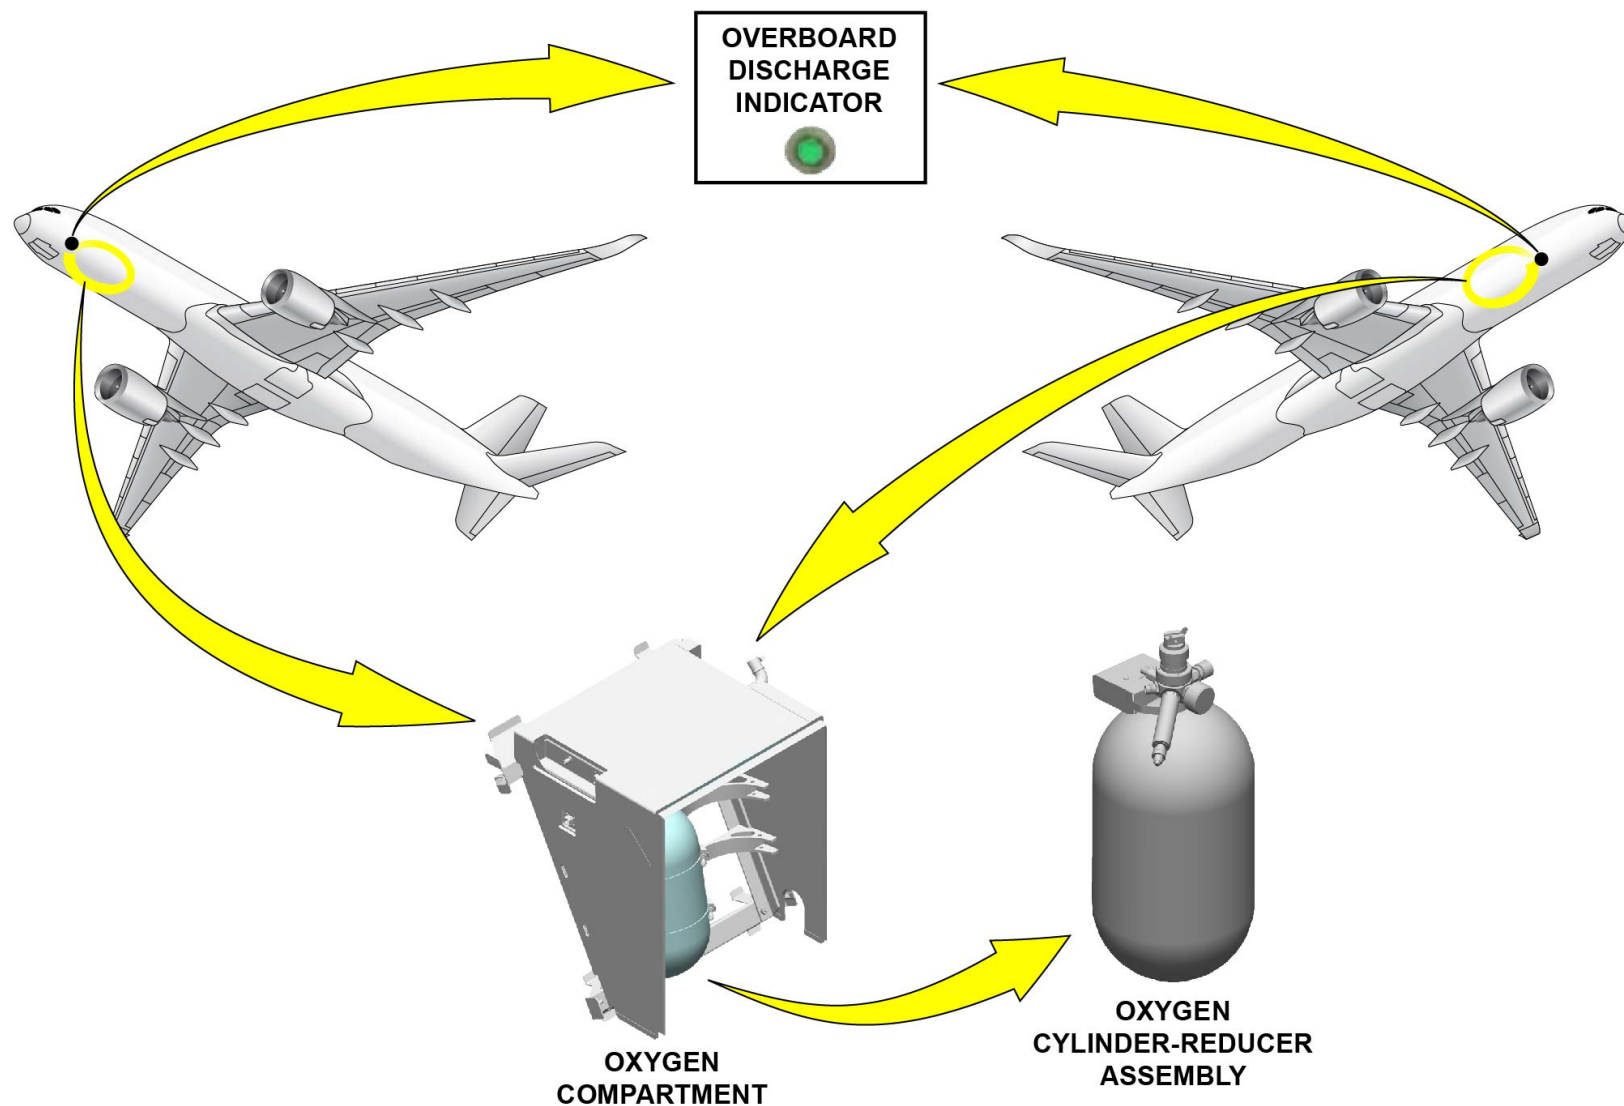 OVERBOARD
DISCHARGE
INDICATOR
OXYGEN
COMPARTMENT
OXYGEN
CYLINDER-REDUCER
ASSEMBLY